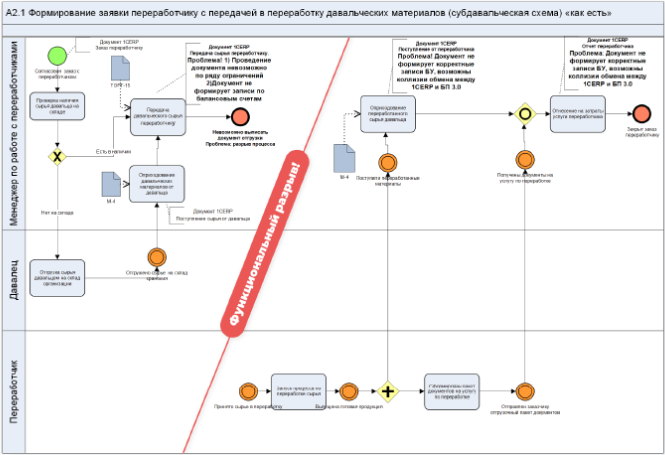 А2.1 Формирование заявки переработчику с передачей в переработку давальческих материалов (субдавальческая схема) «как есть»
Менеджер по работе с переработчиками
Согласован заказ с переработчиком
Документ 1CERP
Заказ переработчику
Проверка наличия
сырья давальца на
складе
Есть в наличии
Нет на складе
ТОРГ-13
Передача
давальческого сырья
переработчику
Документ 1CERP
Передача сырья переработчику.
Проблема! 1) Проведение
документа невозможно
по ряду ограничений
2)Документ не
формирует записи по
балансовым счетам
Невозможно выписать
документ отгрузки
Проблема: разрыв процесса
М-4
Оприходование
давальческих
материалов от
давальца
Документ 1CERP
Поступление сырья от давальца
Функциональный разрыв!
Документ 1CERP
Поступление от переработчика
Проблема! Документ не
формирует корректные
записи БУ, возможны
коллизии обмена между
1CERP и БП 3.0
Оприходование
переработанного
сырья давальца
М-4
Поступили переработанные
материалы
Документ 1CERP
Отчет переработчика
Проблема! Документ не
формирует корректные
записи БУ, возможны
коллизии обмена между
1CERP и БП 3.0
Отнесение на затраты
услуги переработчика
Закрыт заказ
переработчику
Получены документы на
услугу по переработке
Давалец
Отгрузка сырья
давальцем на склад
организации
Отгружено сырье на склад
Переработчик
Принято сырье в переработку
Запуск процесса по
переработке сырья
Выпущена готовая продукция
Сформирован пакет
документов на услугу
по переработке
Отправлен заказчику
отгрузочный пакет документов